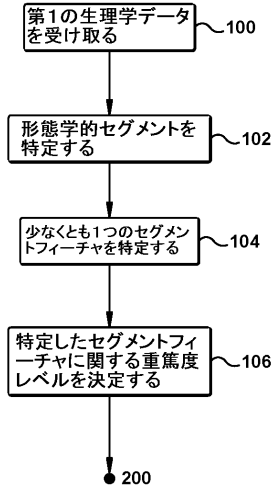 第1の生理学データ
を受け取る
100
形態学的セグメントを
特定する
102
少なくとも1つのセグメン
トフィーチャを特定する
104
特定したセグメントフィ
ーチャに関する重篤度
レベルを決定する
106
200